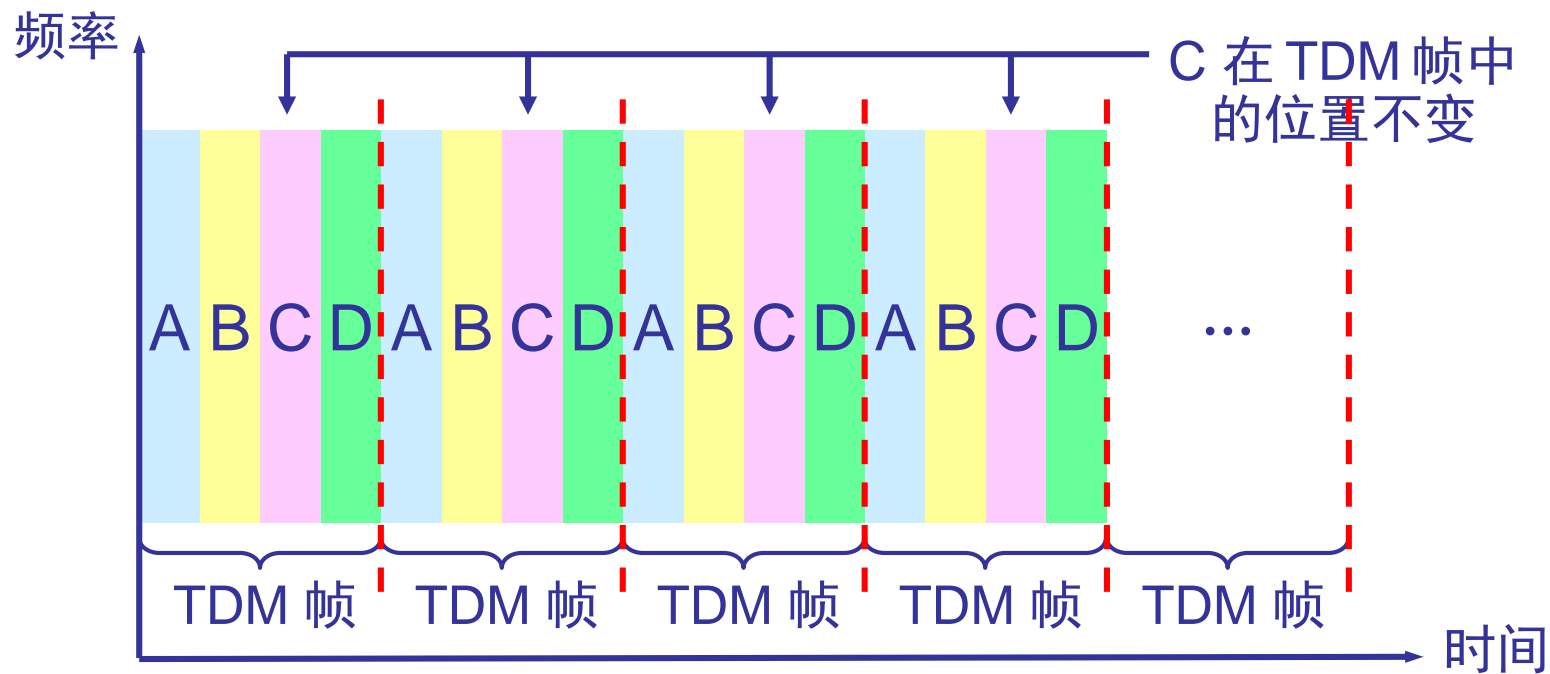 频率
C 在 TDM 帧中
的位置不变
A B C D A B C D A B C D A B C D ...
TDM 帧 TDM 帧 TDM 帧 TDM 帧 TDM 帧
时间